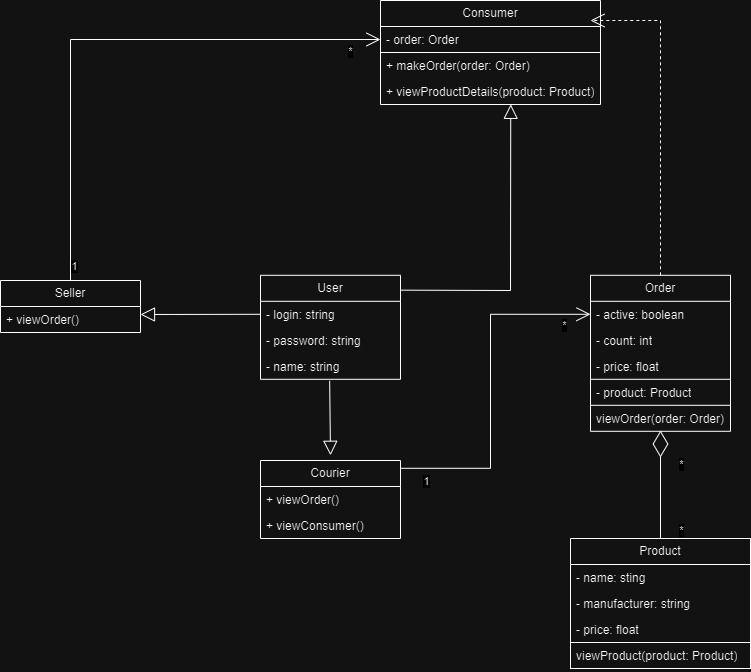 Consumer
- order: Order
+ makeOrder(order: Order)
+ viewProductDetails(product: Product)
*
1
Seller
+ viewOrder()
User
- login: string
- password: string
- name: string
Order
- active: boolean
- count: int
- price: float
- product: Product
viewOrder(order: Order)
*
Courier
+ viewOrder()
+ viewConsumer()
1
*
*
Product
- name: sting
- manufacturer: string
- price: float
viewProduct(product: Product)